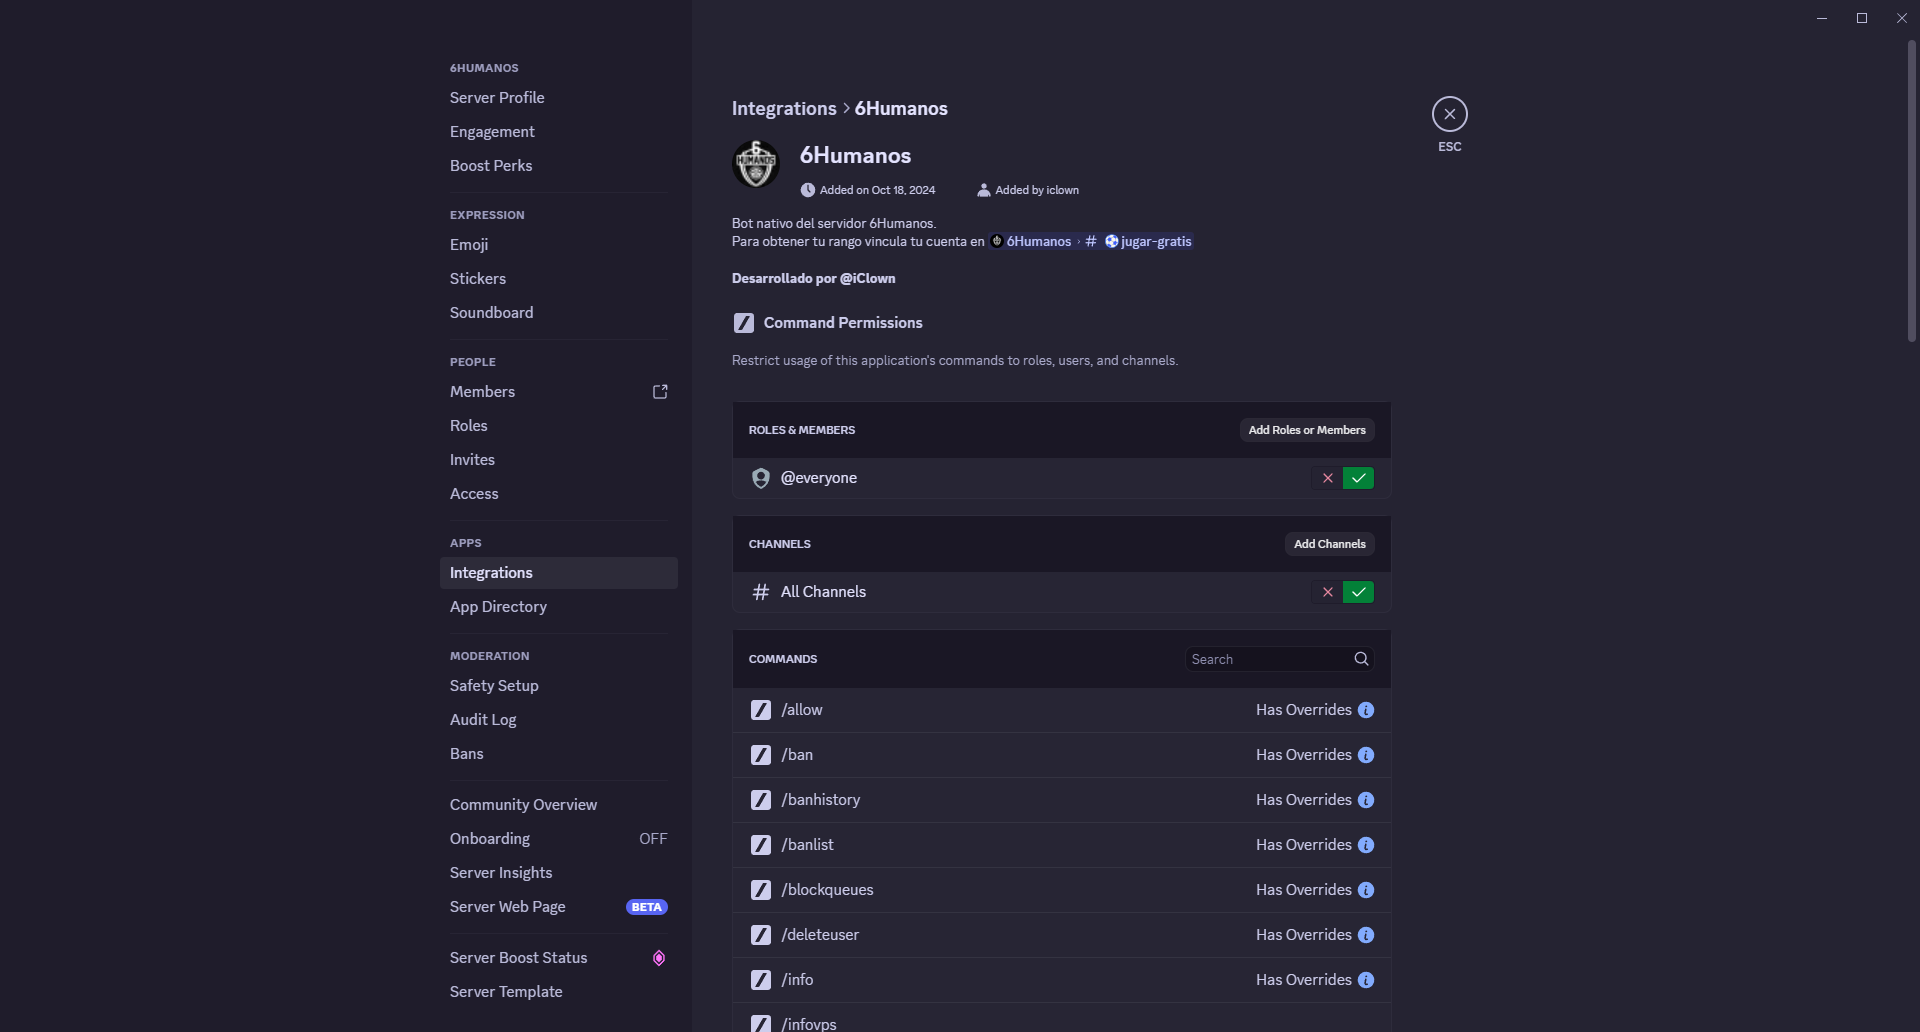 6HUMANOS
Server Profile
Engagement
Boost Perks
EXPRESSION
Emoji
Stickers
Soundboard
PEOPLE
Members
Roles
Invites
Access
APPS
Integrations
App Directory
MODERATION
Safety Setup
Audit Log
Bans
Community Overview
Onboarding OFF
Server Insights
Server Web Page BETA
Server Boost Status
Server Template
Integrations > 6Humanos
ESC
6
HUMANOS
6Humanos
Added on Oct 18, 2024 Added by iclown
Bot nativo del servidor 6Humanos.
Para obtener tu rango vincula tu cuenta en 6Humanos › # ⚽jugar-gratis
Desarrollado por @iClown
Command Permissions
Restrict usage of this application's commands to roles, users, and channels.
ROLES & MEMBERS Add Roles or Members
@everyone
CHANNELS Add Channels
# All Channels
COMMANDS Search
/allow Has Overrides
/ban Has Overrides
/banhistory Has Overrides
/banlist Has Overrides
/blockqueues Has Overrides
/deleteuser Has Overrides
/info Has Overrides
/infovps